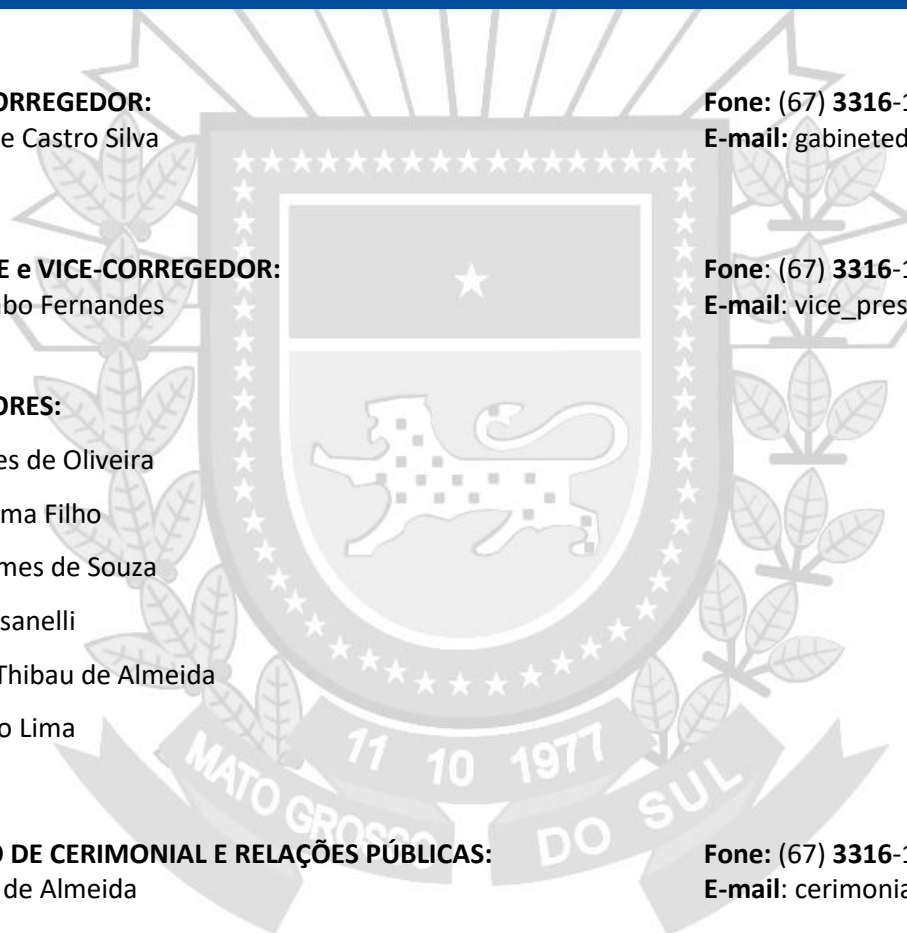 ORREGEDOR:
Fone: (67) 3316-1
e Castro Silva
E-mail: gabineted
E e VICE-CORREGEDOR:
Fone: (67) 3316-1
bo Fernandes
E-mail: vice_pres
ORES:
es de Oliveira
ma Filho
mes de Souza
sanelli
Thibau de Almeida
o Lima
11 10 1977
MATO GROSSO DO SUL
O DE CERIMONIAL E RELAÇÕES PÚBLICAS:
Fone: (67) 3316-1
de Almeida
E-mail: cerimonia